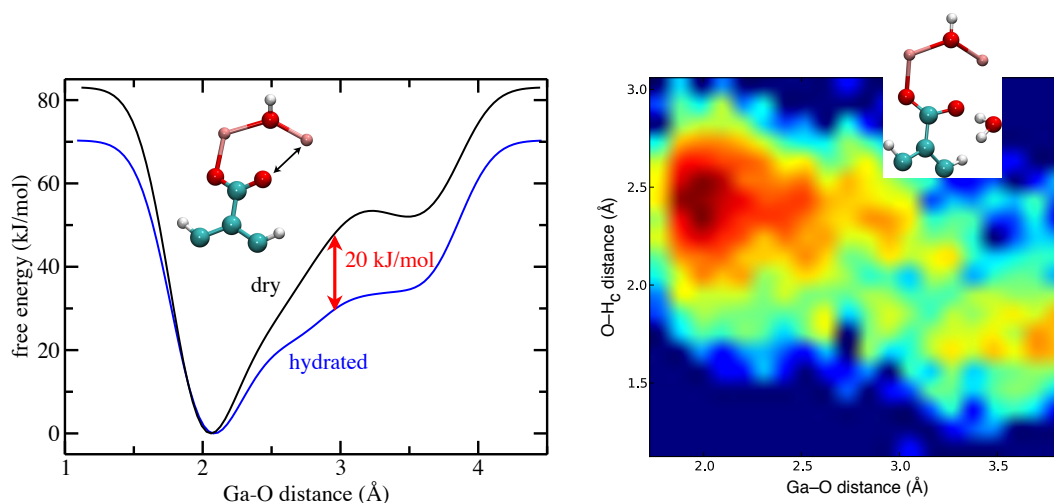 free energy (kJ/mol)
80
60
40
20
0
1
2
3
4
Ga-O distance (Å)
dry
20 kJ/mol
hydrated
O–Hc distance (Å)
3.0
2.5
2.0
1.5
2.0
2.5
3.0
3.5
Ga–O distance (Å)